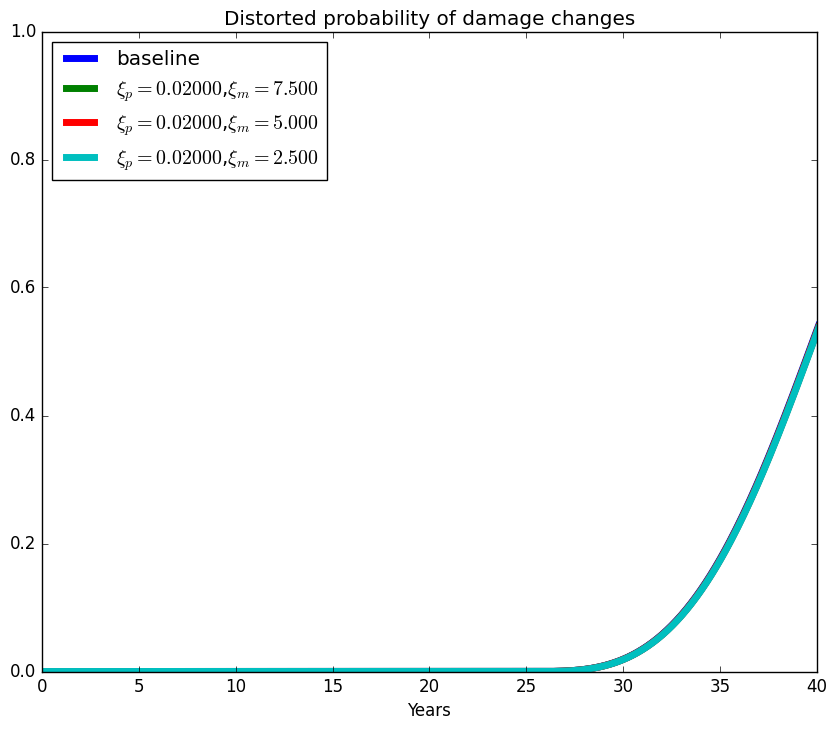 Distorted probability of damage changes
1.0
0.8
0.6
0.4
0.2
0.0
baseline
ξₚ = 0.02000,ξₘ = 7.500
ξₚ = 0.02000,ξₘ = 5.000
ξₚ = 0.02000,ξₘ = 2.500
0 5 10 15 20 25 30 35 40
Years